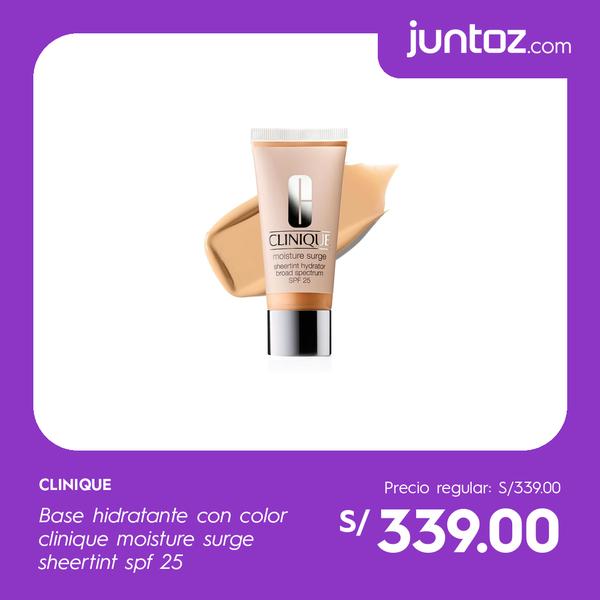 juntoz.com
CLINIQUE
moisture surge
sheertint hydrator
broad spectrum
SPF 25
CLINIQUE
Base hidratante con color
clinique moisture surge
sheertint spf 25
Precio regular: S/339.00
S/ 339.00